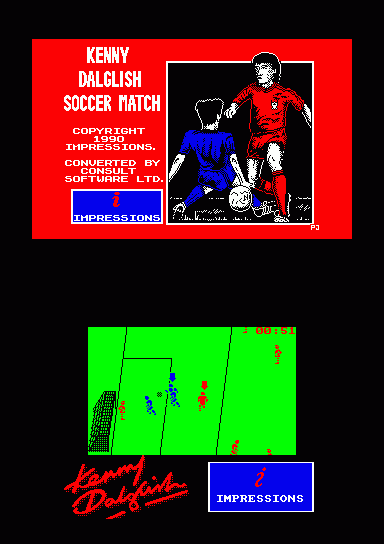 KENNY
DALGLISH
SOCCER MATCH
COPYRIGHT
1990
IMPRESSIONS.
CONVERTED BY
CONSULT
SOFTWARE LTD.
i
IMPRESSIONS
PJ
00:51
Kenny
Dalglish
i
IMPRESSIONS